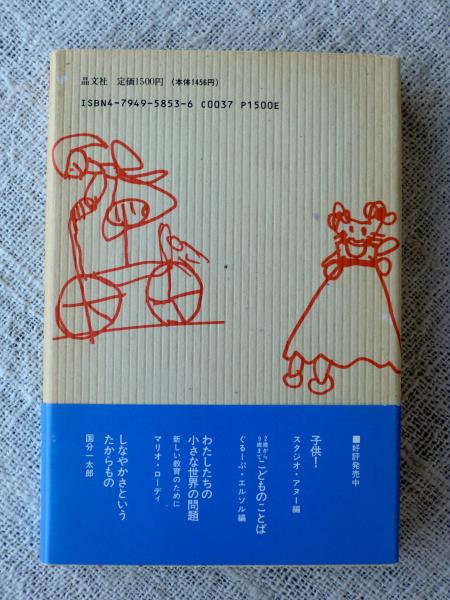 晶文社 定価1500円 (本体1456円)
ISBN4-7949-5853-6 C0037 P1500E
■好評発売中
子供！
スタジオ・アヌー編
2歳から
9歳まで こどものことば
ぐるーぷ・エルソル編
わたしたちの
小さな世界の問題
新しい教育のために
マリオ・ローディ
しなやかさという
たからもの
国分一太郎